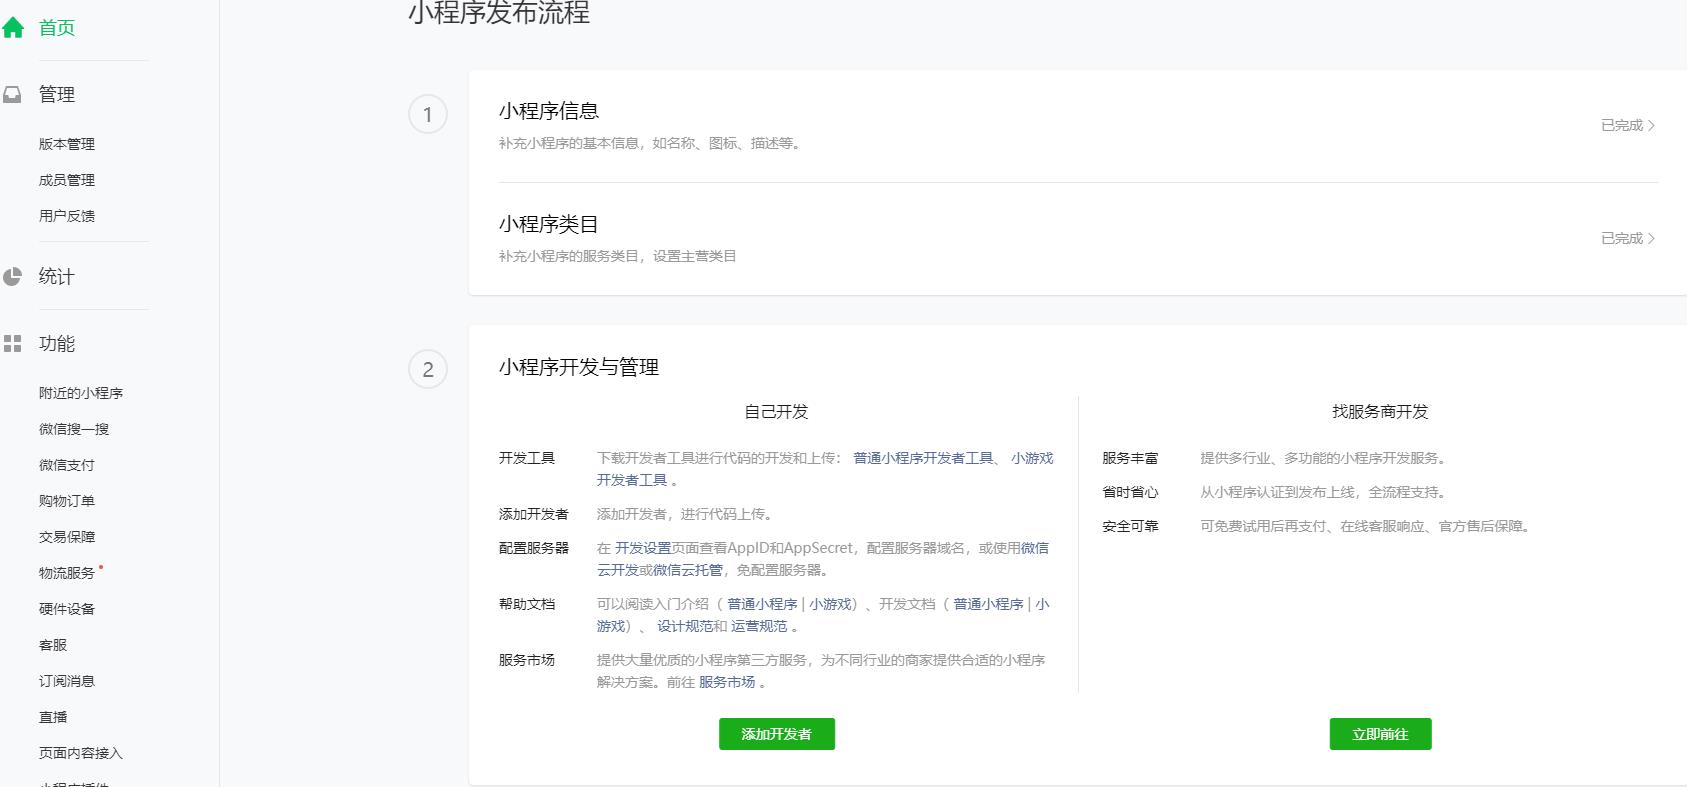 首页
管理
版本管理
成员管理
用户反馈
统计
功能
附近的小程序
微信搜一搜
微信支付
购物订单
交易保障
物流服务
硬件设备
客服
订阅消息
直播
页面内容接入
小程序插件
小程序发布流程
1
小程序信息
补充小程序的基本信息，如名称、图标、描述等。
已完成
小程序类目
补充小程序的服务类目，设置主营类目
已完成
2
小程序开发与管理
自己开发
开发工具
下载开发者工具进行代码的开发和上传： 普通小程序开发者工具、 小游戏
开发者工具 。
添加开发者
添加开发者，进行代码上传。
配置服务器
在 开发设置页面查看AppID和AppSecret，配置服务器域名，或使用微信
云开发或微信云托管，免配置服务器。
帮助文档
可以阅读入门介绍（ 普通小程序 | 小游戏）、开发文档（ 普通小程序 | 小
游戏）、 设计规范和 运营规范 。
服务市场
提供大量优质的小程序第三方服务，为不同行业的商家提供合适的小程序
解决方案。前往 服务市场 。
添加开发者
找服务商开发
服务丰富
提供多行业、多功能的小程序开发服务。
省时省心
从小程序认证到发布上线，全流程支持。
安全可靠
可免费试用后再支付、在线客服响应、官方售后保障。
立即前往